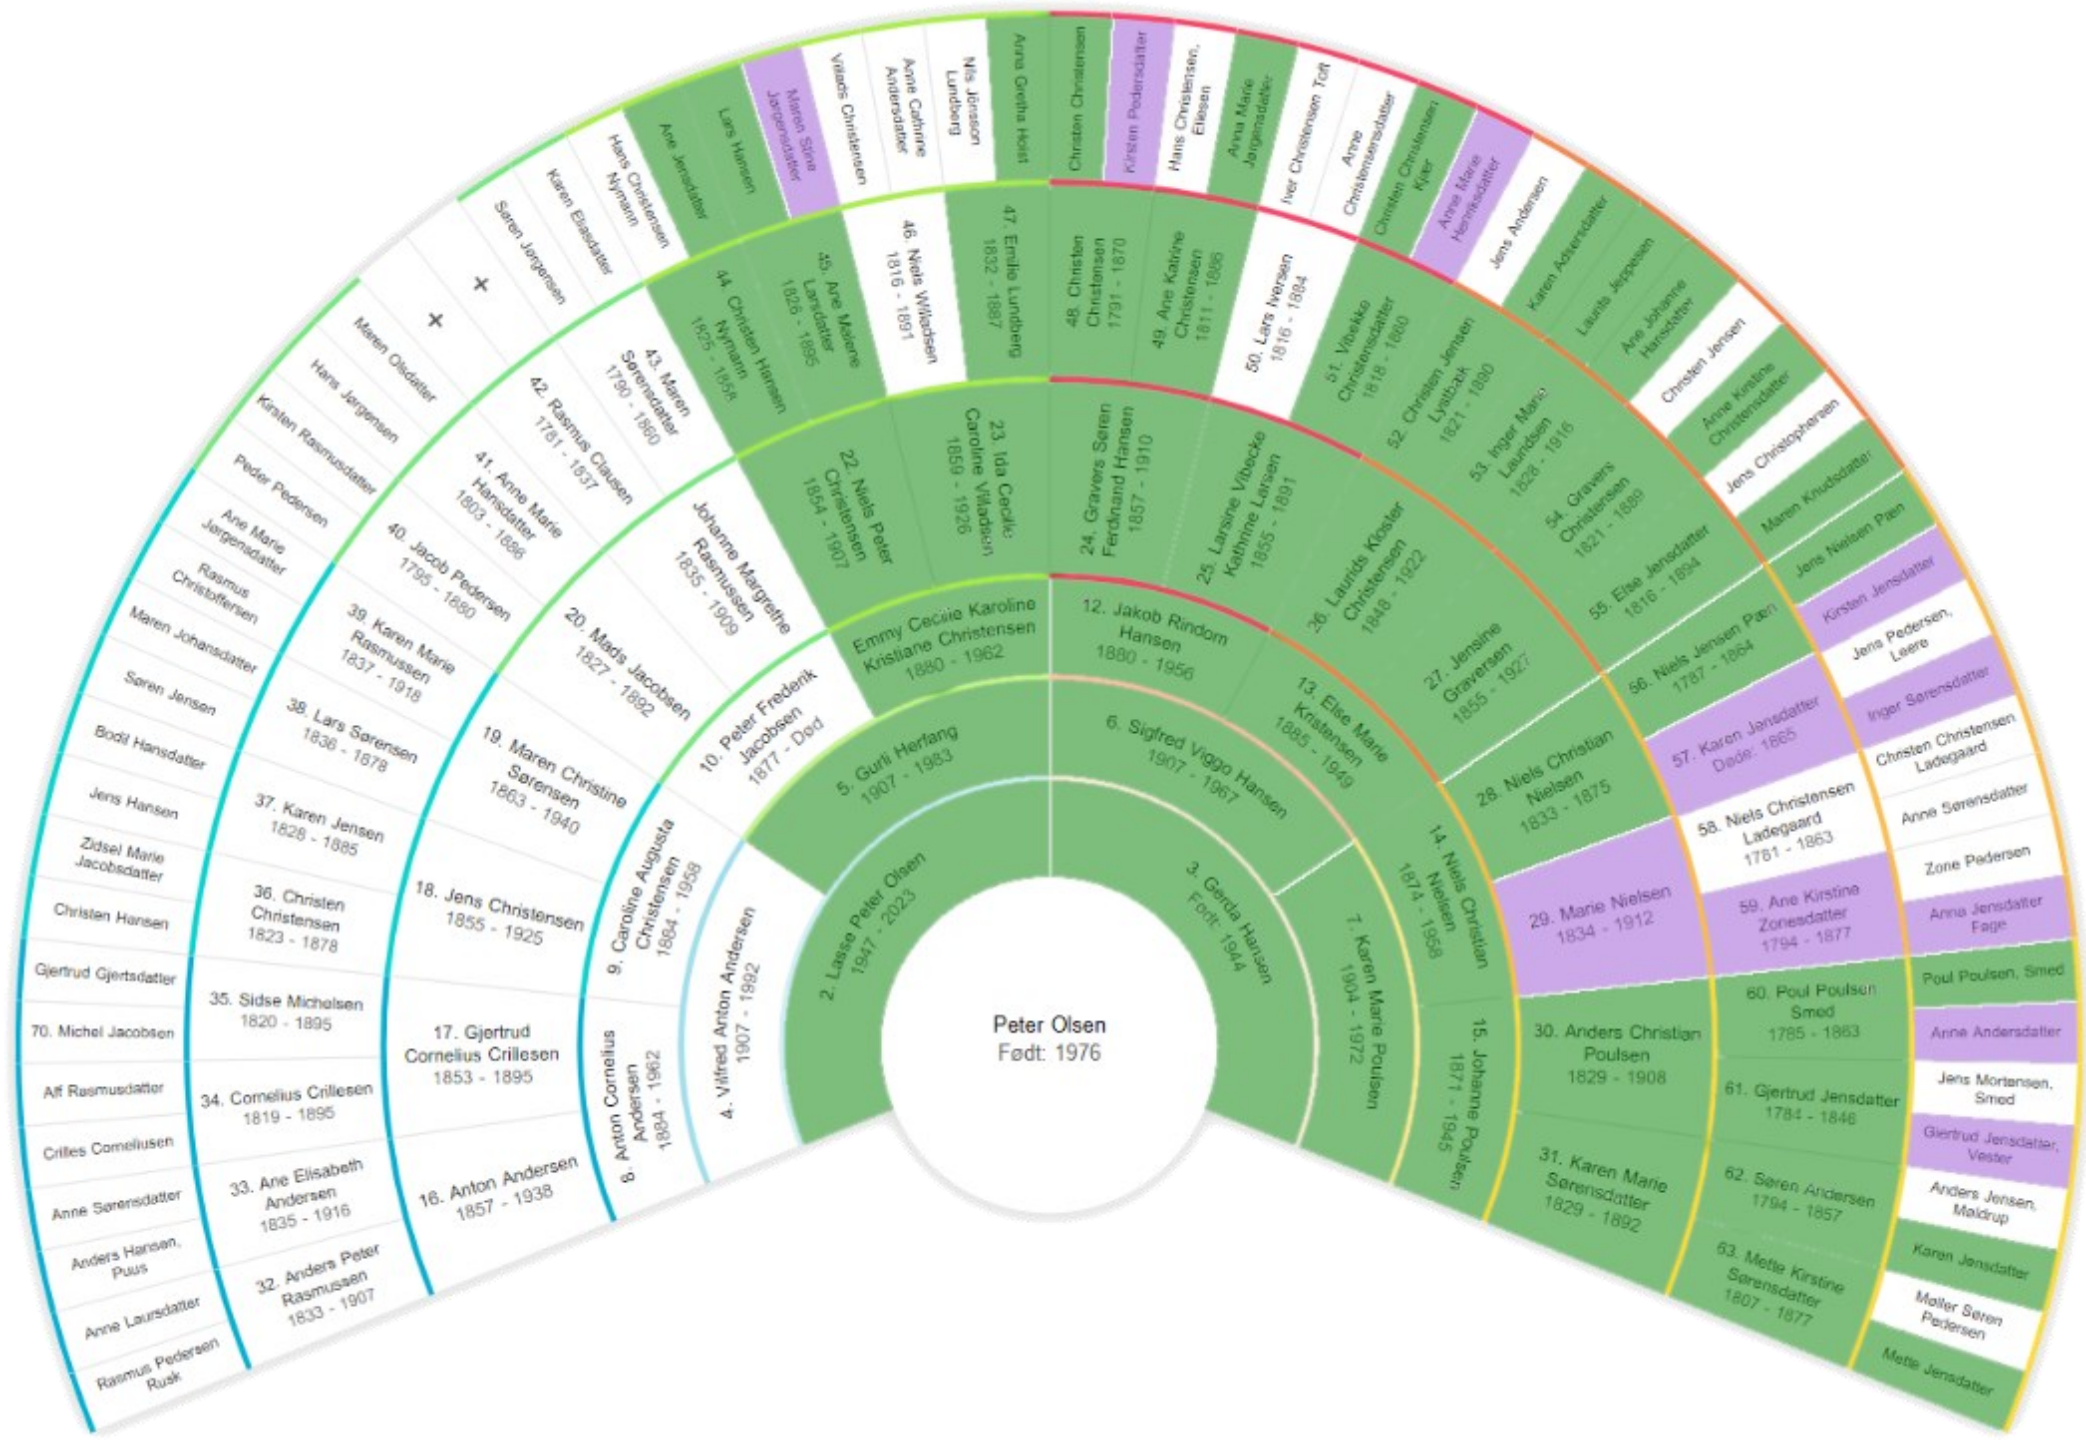 Peter Olsen
Født: 1976
2. Lasse Peter Olsen
1947 - 2023
3. Gerda Hansen
Født: 1944
4. Vilfred Anton Andersen
1907 - 1992
5. Gurli Herfang
1907 - 1983
6. Sigfred Viggo Hansen
1907 - 1967
7. Karen Marie Poulsen
1904 - 1972
8. Anton Cornelius
Andersen
1884 - 1962
9. Caroline Augusta
Christensen
1884 - 1958
10. Peter Frederik
Jacobsen
1877 - Død
Emmy Cecilie Karoline
Kristiane Christensen
1880 - 1962
12. Jakob Rindom
Hansen
1880 - 1956
13. Else Marie
Kristensen
1885 - 1949
14. Niels Christian
Nielsen
1874 - 1958
15. Johanne Poulsen
1871 - 1945
16. Anton Andersen
1857 - 1938
17. Gjertrud
Cornelius Crillesen
1853 - 1895
18. Jens Christensen
1855 - 1925
19. Maren Christine
Sørensen
1863 - 1940
20. Mads Jacobsen
1827 - 1892
Johanne Margrethe
Rasmussen
1835 - 1909
22. Niels Peter
Christensen
1854 - 1907
23. Ida Cecilie
Caroline Villadsen
1859 - 1926
24. Gravers Søren
Ferdinand Hansen
1857 - 1910
25. Larsine Vibecke
Kathrine Larsen
1855 - 1891
26. Laurids Kloster
Christensen
1848 - 1922
27. Jensine
Graversen
1855 - 1927
28. Niels Christian
Nielsen
1833 - 1875
29. Marie Nielsen
1834 - 1912
30. Anders Christian
Poulsen
1829 - 1908
31. Karen Marie
Sørensdatter
1829 - 1892
32. Anders Peter
Rasmussen
1833 - 1907
33. Ane Elisabeth
Andersen
1835 - 1916
34. Cornelius Crillesen
1819 - 1895
35. Sidse Michelsen
1820 - 1895
36. Christen
Christensen
1823 - 1878
37. Karen Jensen
1828 - 1885
38. Lars Sørensen
1836 - 1878
39. Karen Marie
Rasmussen
1837 - 1918
40. Jacob Pedersen
1795 - 1880
41. Anne Marie
Hansdatter
1803 - 1886
42. Rasmus Clausen
1781 - 1837
43. Maren
Sørensdatter
1790 - 1860
44. Christen Hansen
Nymann
1825 - 1858
45. Ane Malene
Larsdatter
1826 - 1895
46. Niels Willadsen
1816 - 1891
47. Emilie Lundberg
1832 - 1887
48. Christen
Christensen
1791 - 1870
49. Ane Katrine
Christensen
1811 - 1886
50. Lars Iversen
1816 - 1884
51. Vibekke
Christensdatter
1818 - 1860
52. Christen Jensen
Lystbæk
1821 - 1890
53. Inger Marie
Lauridsen
1828 - 1916
54. Gravers
Christensen
1821 - 1889
55. Else Jensdatter
1816 - 1894
56. Niels Jensen Pæn
1787 - 1864
57. Karen Jensdatter
Døde: 1865
58. Niels Christensen
Ladegaard
1781 - 1863
59. Ane Kirstine
Zonesdatter
1794 - 1877
60. Poul Poulsen
Smed
1785 - 1863
61. Gjertrud Jensdatter
1784 - 1846
62. Søren Andersen
1794 - 1857
63. Mette Kirstine
Sørensdatter
1807 - 1877
Rasmus Pedersen
Rusk
Anne Laursdatter
Anders Hansen,
Puus
Anne Sørensdatter
Crilles Corneliusen
Alf Rasmusdatter
70. Michel Jacobsen
Gjertrud Gjertsdatter
Christen Hansen
Zidsel Marie
Jacobsdatter
Jens Hansen
Bodil Hansdatter
Søren Jensen
Maren Johansdatter
Rasmus
Christoffersen
Ane Marie
Jørgensdatter
Peder Pedersen
Kirsten Rasmusdatter
Hans Jørgensen
Maren Olsdatter
Søren Jørgensen
Karen Eliasdatter
Hans Christensen
Nymann
Ane Jensdatter
Lars Hansen
Maren Stine
Jørgensdatter
Villads Christensen
Anne Cathrine
Andersdatter
Nils Jönsson
Lundberg
Anna Gretha Holst
Christen Christensen
Kirsten Pedersdatter
Hans Christensen,
Ellesen
Anna Marie
Jørgensdatter
Iver Christensen Toft
Anne
Christensensdatter
Christen Christensen
Kjær
Anne Marie
Henriksdatter
Jens Andersen
Karen Adsersdatter
Laurits Jeppesen
Ane Johanne
Hansdatter
Christen Jensen
Anne Kirstine
Christensdatter
Jens Christophersen
Maren Knudsdatter
Jens Nielsen Pæn
Kirsten Jensdatter
Jens Pedersen,
Leere
Inger Sørensdatter
Christen Christensen
Ladegaard
Anne Sørensdatter
Zone Pedersen
Anna Jensdatter
Fage
Poul Poulsen, Smed
Anne Andersdatter
Jens Mortensen,
Smed
Giertrud Jensdatter,
Vester
Anders Jensen,
Møldrup
Karen Jensdatter
Møller Søren
Pedersen
Mette Jensdatter